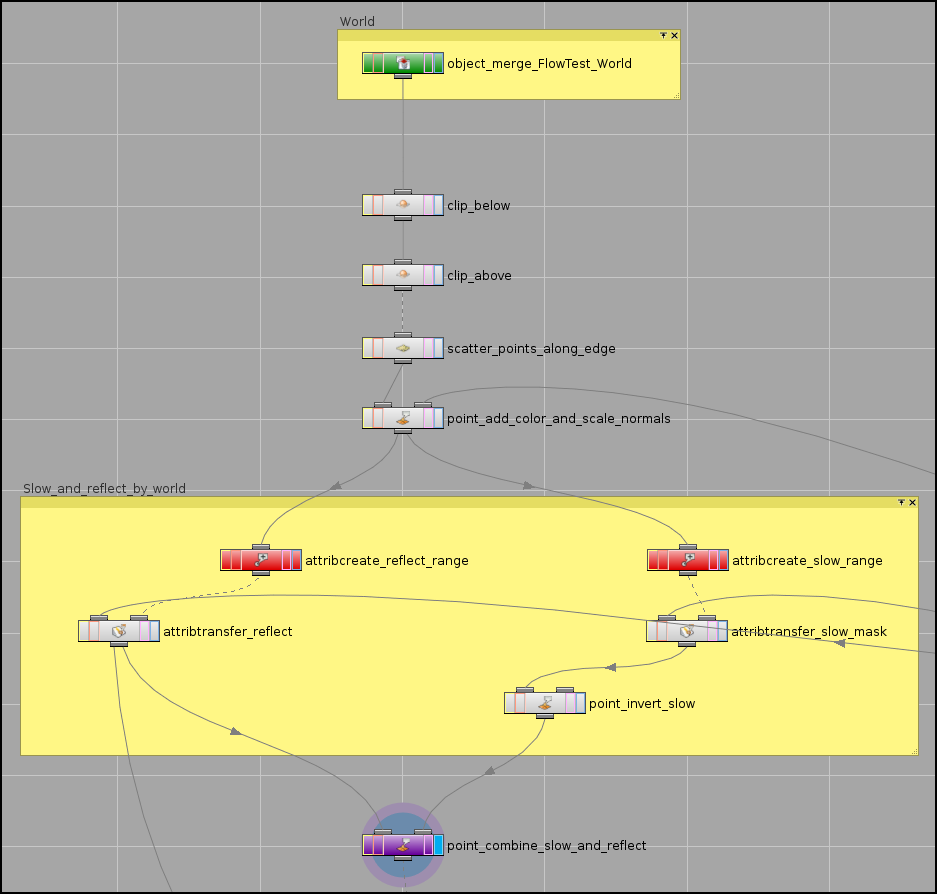 World
object_merge_FlowTest_World
clip_below
clip_above
scatter_points_along_edge
point_add_color_and_scale_normals
Slow_and_reflect_by_world
attribcreate_reflect_range
attribcreate_slow_range
attribtransfer_reflect
attribtransfer_slow_mask
point_invert_slow
point_combine_slow_and_reflect